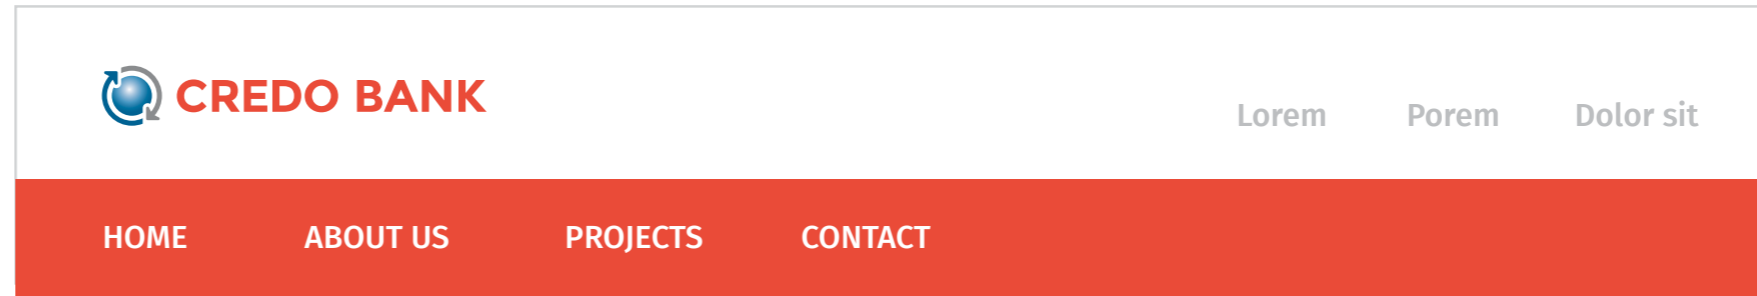 CREDO BANK
Lorem Porem Dolor sit
HOME ABOUT US PROJECTS CONTACT